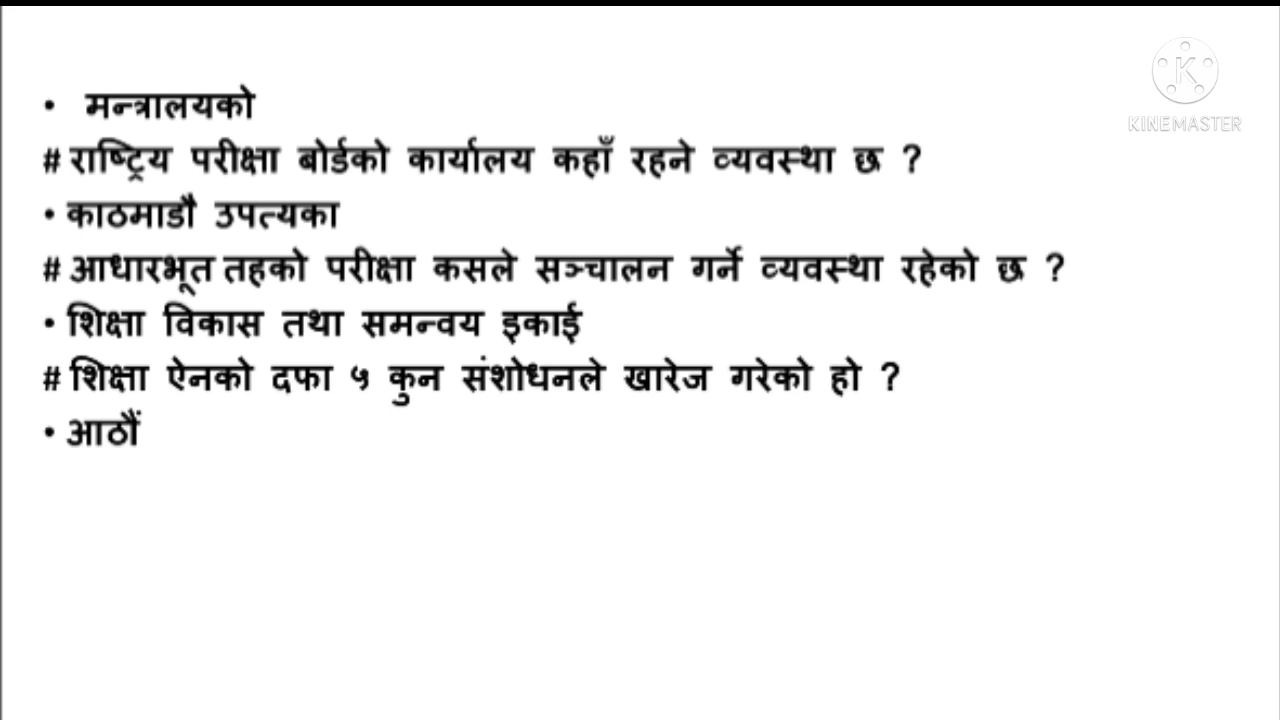 • मन्त्रालयको
KINEMASTER
# राष्ट्रिय परीक्षा बोर्डको कार्यालय कहाँ रहने व्यवस्था छ ?
• काठमाडौ उपत्यका
# आधारभूत तहको परीक्षा कसले सञ्चालन गर्ने व्यवस्था रहेको छ ?
• शिक्षा विकास तथा समन्वय इकाई
# शिक्षा ऐनको दफा ५ कुन संशोधनले खारेज गरेको हो ?
• आठौं